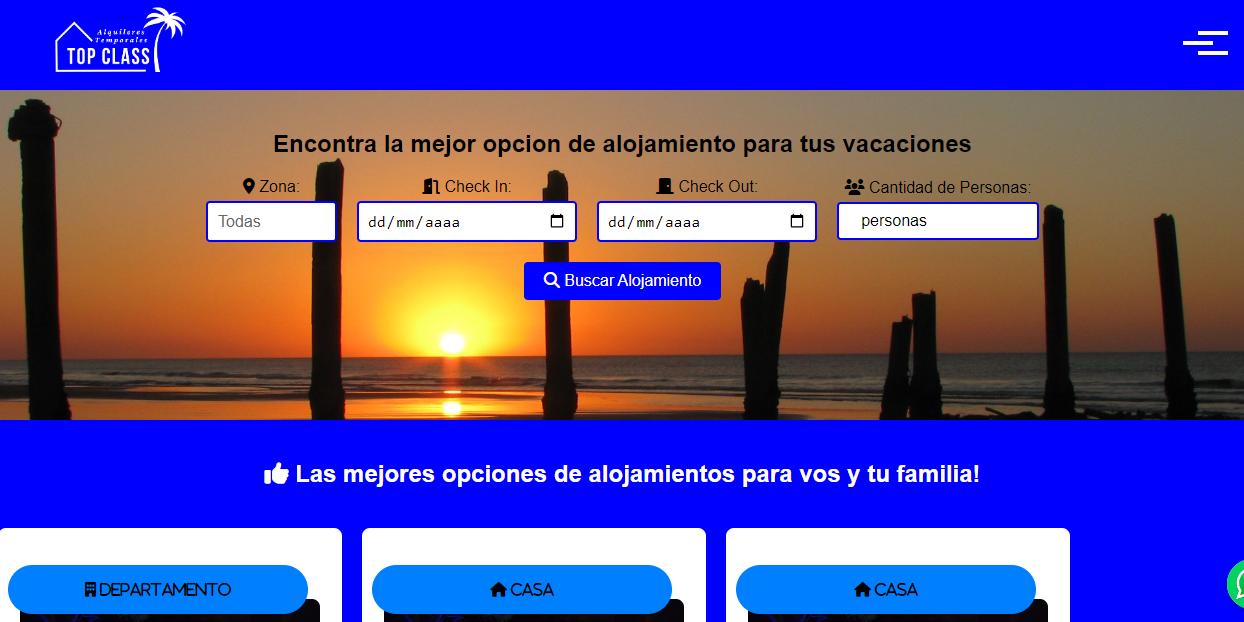 Alquileres
Temporales
TOP CLASS
Encontra la mejor opcion de alojamiento para tus vacaciones
Zona: Check In: Check Out: Cantidad de Personas:
Todas dd/mm/aaaa dd/mm/aaaa personas
Buscar Alojamiento
Las mejores opciones de alojamientos para vos y tu familia!
DEPARTAMENTO CASA CASA